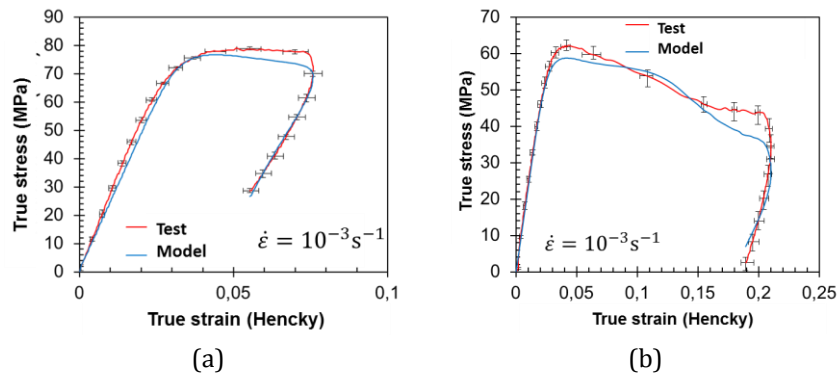 90
80
70
60
50
40
30
20
10
0
True stress (MPa)
Test
Model
ε̇ = 10⁻³s⁻¹
0
0,05
0,1
True strain (Hencky)
(a)
70
60
50
40
30
20
10
0
True stress (MPa)
Test
Model
ε̇ = 10⁻³s⁻¹
0
0,05
0,1
0,15
0,2
0,25
True strain (Hencky)
(b)